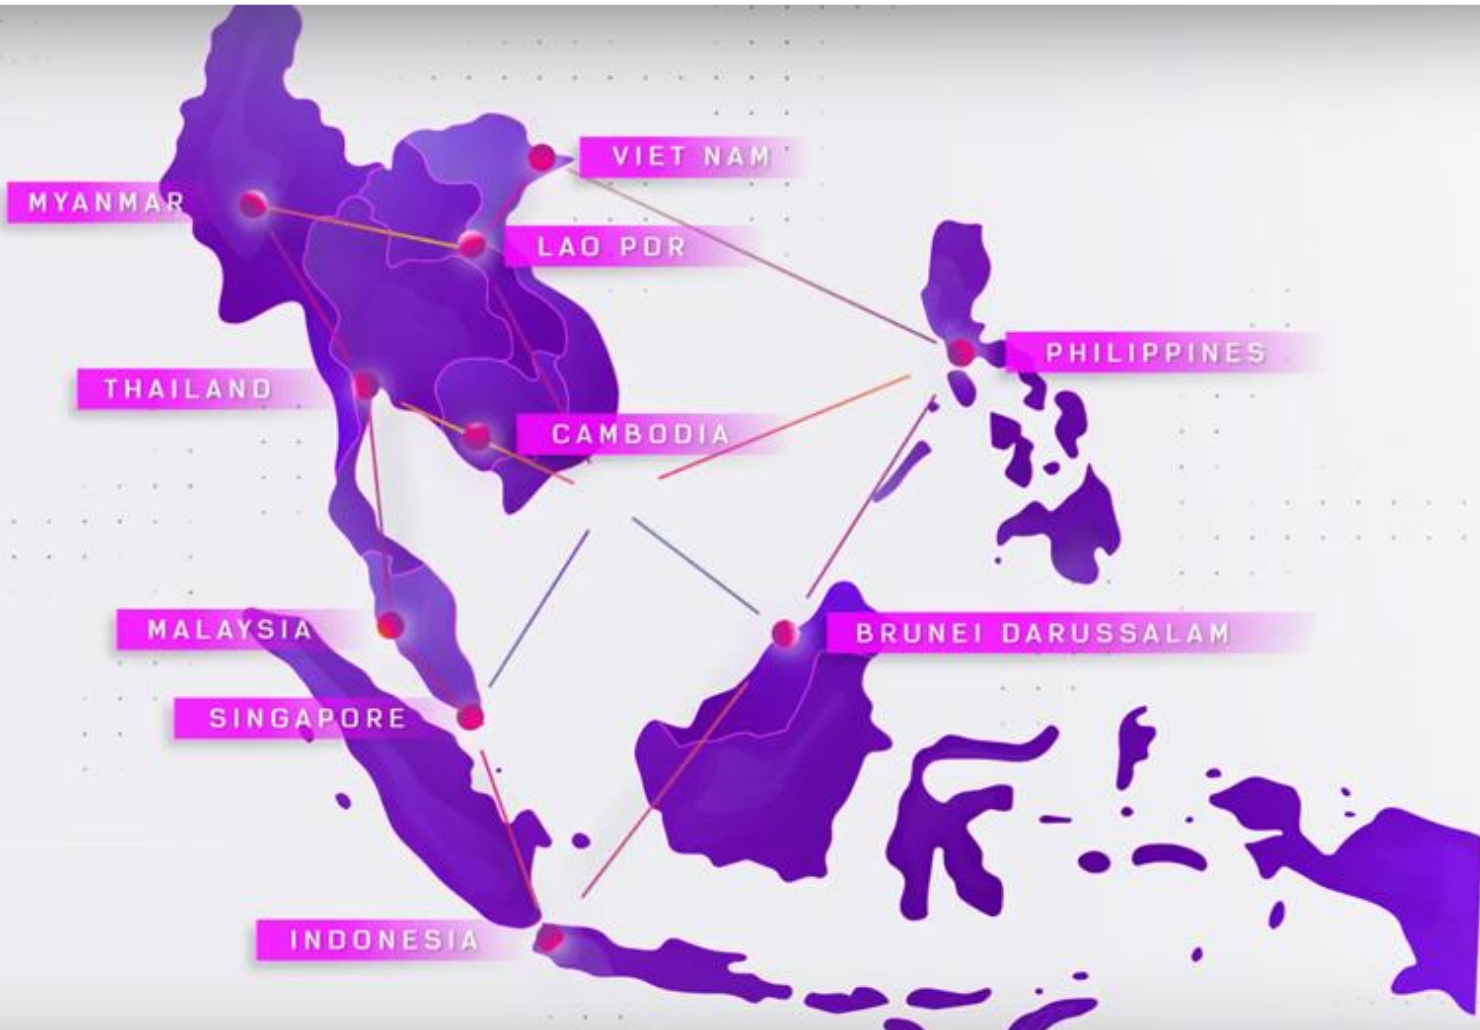 VIET NAM
MYANMAR
LAO PDR
PHILIPPINES
THAILAND
CAMBODIA
MALAYSIA
BRUNEI DARUSSALAM
SINGAPORE
INDONESIA